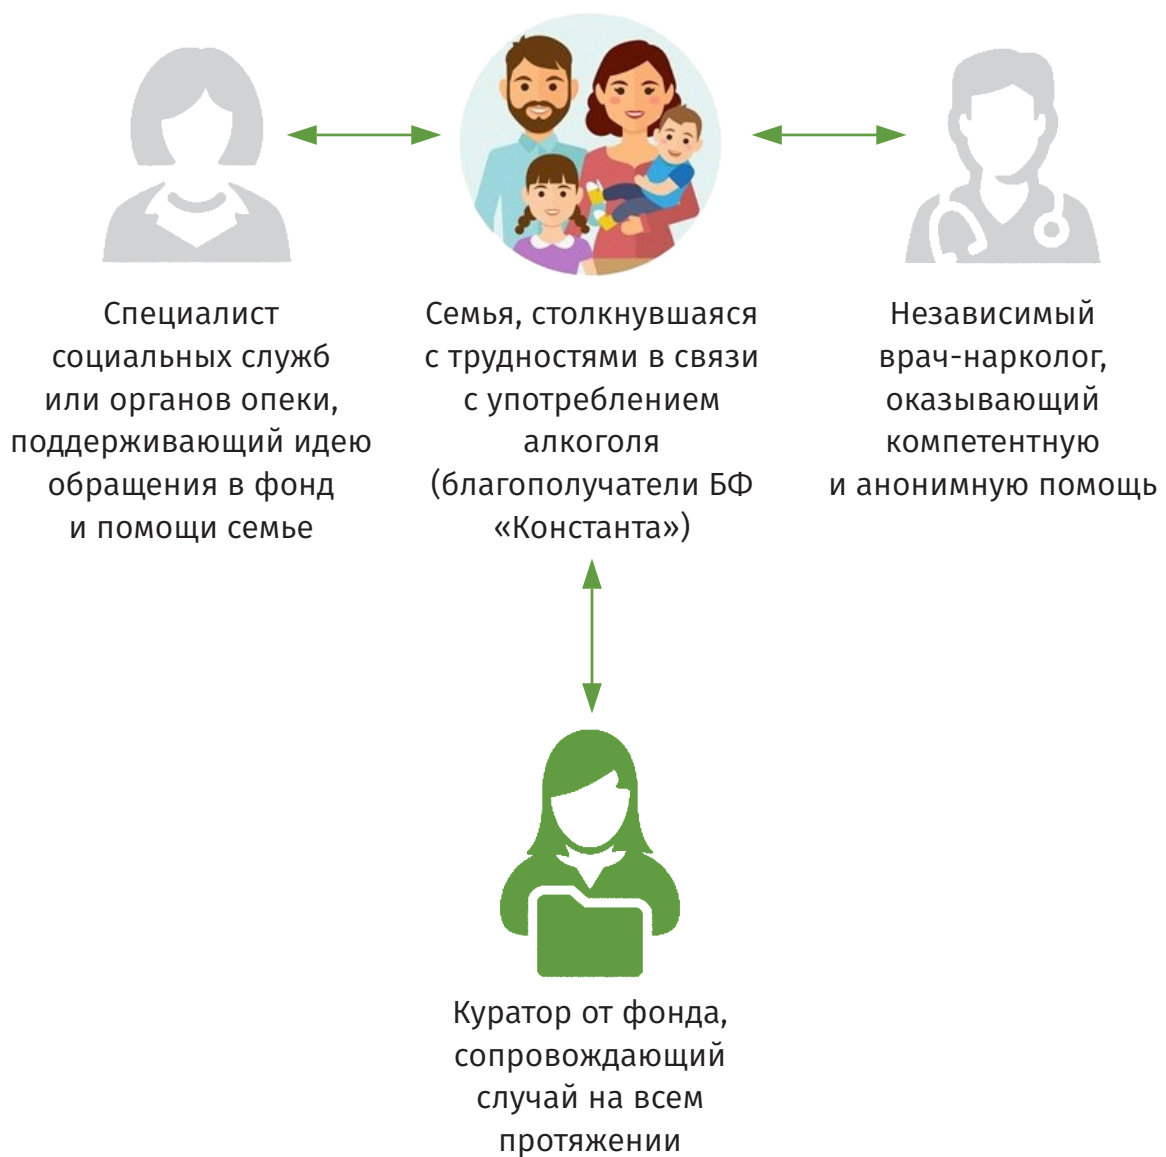 Специалист
социальных служб
или органов опеки,
поддерживающий идею
обращения в фонд
и помощи семье
Семья, столкнувшаяся
с трудностями в связи
с употреблением
алкоголя
(благополучатели БФ
«Константа»)
Независимый
врач-нарколог,
оказывающий
компетентную
и анонимную помощь
Куратор от фонда,
сопровождающий
случай на всем
протяжении